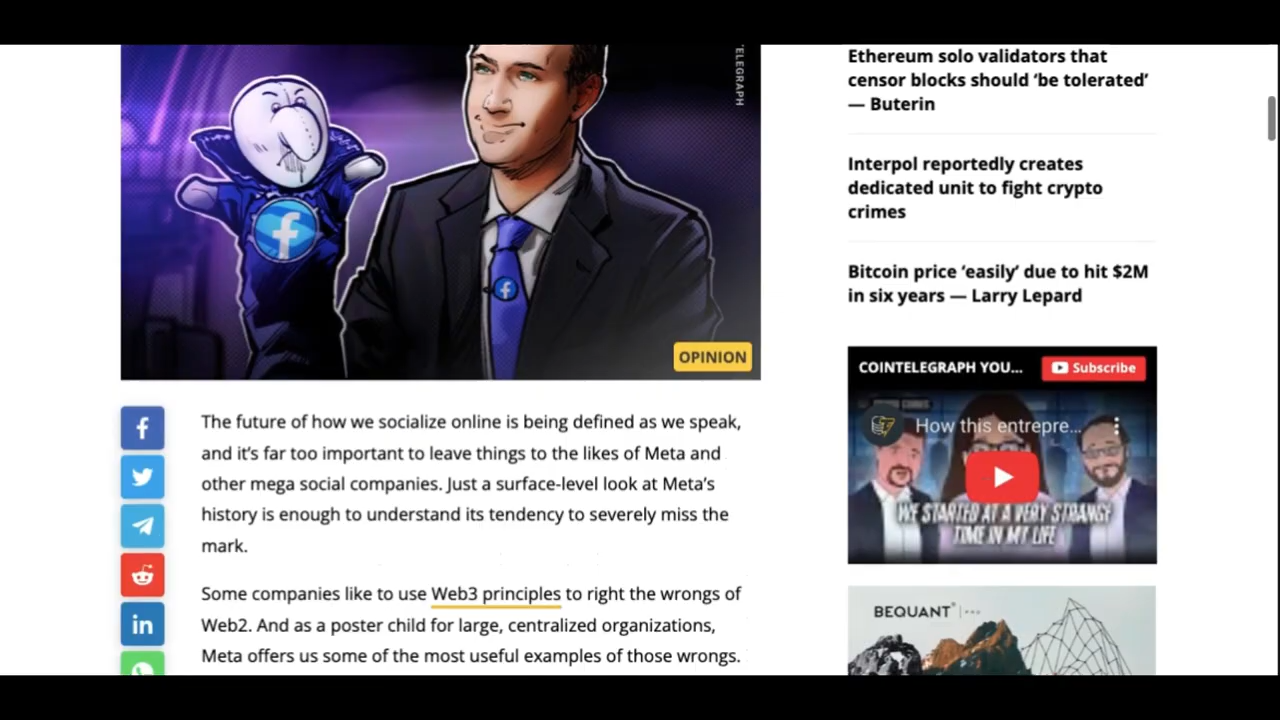 ELEGRAPH
OPINION
The future of how we socialize online is being defined as we speak,
and it’s far too important to leave things to the likes of Meta and
other mega social companies. Just a surface-level look at Meta’s
history is enough to understand its tendency to severely miss the
mark.
Some companies like to use Web3 principles to right the wrongs of
Web2. And as a poster child for large, centralized organizations,
Meta offers us some of the most useful examples of those wrongs.
Ethereum solo validators that
censor blocks should ‘be tolerated’
— Buterin
Interpol reportedly creates
dedicated unit to fight crypto
crimes
Bitcoin price ‘easily’ due to hit $2M
in six years — Larry Lepard
COINTELEGRAPH YOU...
Subscribe
How this entrepre...
WE STARTED AT A VERY STRANGE
TIME IN MY LIFE
BEQUANT